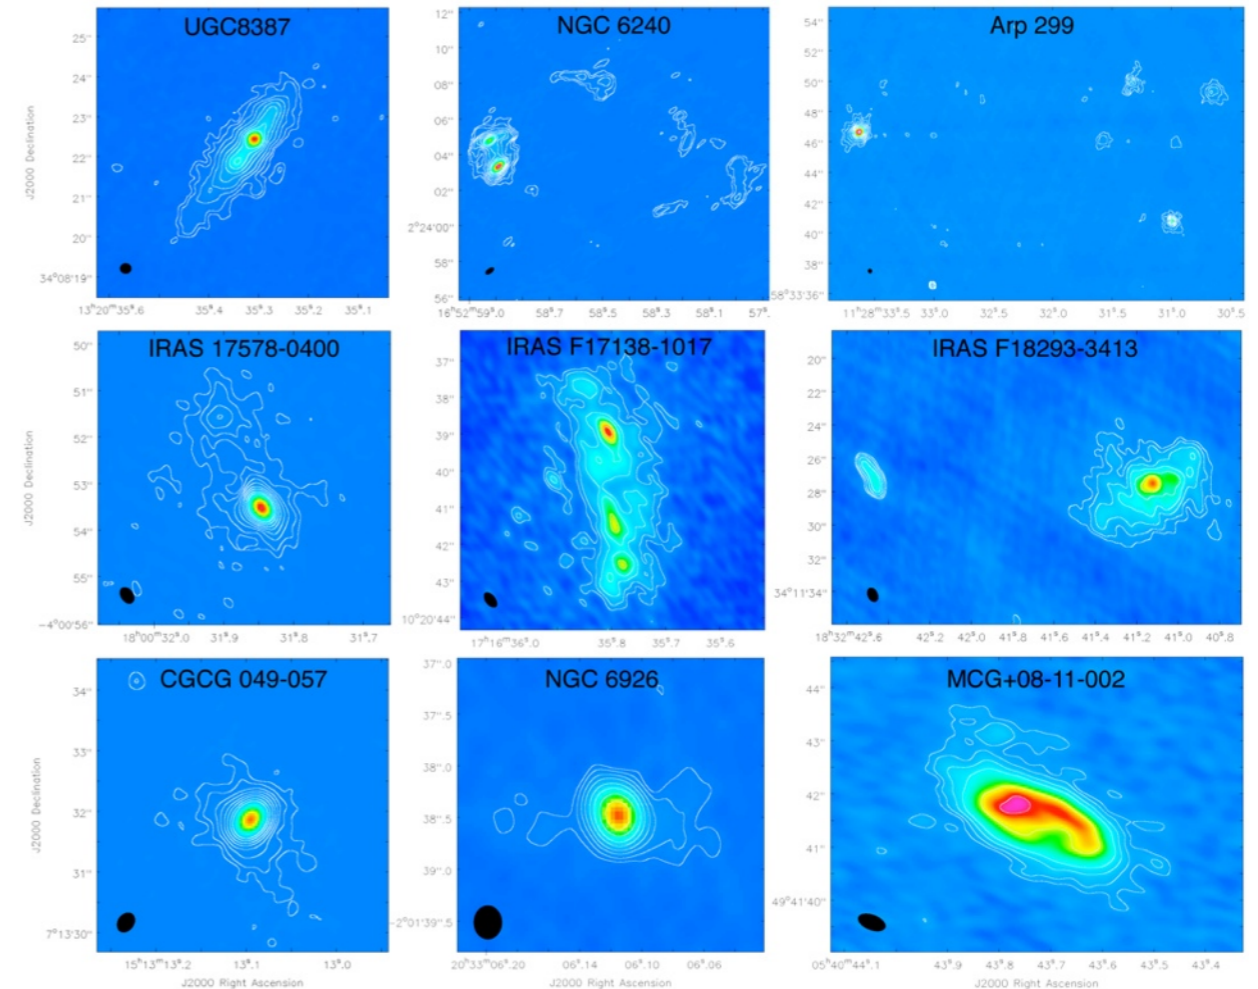 UGC8387
NGC 6240
Arp 299
J2000 Declination
25"
24"
23"
22"
21"
20"
34°08'19"
13ʰ20ᵐ35ˢ.6
35ˢ.4
35ˢ.3
35ˢ.2
35ˢ.1
12"
10"
08"
06"
04"
02"
2°24'00"
58"
56"
16ʰ52ᵐ59ˢ.0
58ˢ.7
58ˢ.5
58ˢ.3
58ˢ.1
57ˢ.
54"
52"
50"
48"
46"
44"
42"
40"
38"
58°33'36"
11ʰ28ᵐ33ˢ.5
33ˢ.0
32ˢ.5
32ˢ.0
31ˢ.5
31ˢ.0
30ˢ.5
IRAS 17578-0400
IRAS F17138-1017
IRAS F18293-3413
J2000 Declination
50"
51"
52"
53"
54"
55"
-4°00'56"
18ʰ00ᵐ32ˢ.0
31ˢ.9
31ˢ.8
31ˢ.7
37"
38"
39"
40"
41"
42"
43"
10°20'44"
17ʰ16ᵐ36ˢ.0
35ˢ.8
35ˢ.7
35ˢ.6
20"
24"
26"
28"
30"
32"
34°11'34"
18ʰ32ᵐ42ˢ.6
42ˢ.2
42ˢ.0
41ˢ.8
41ˢ.6
41ˢ.4
41ˢ.2
41ˢ.0
40ˢ.8
CGCG 049-057
NGC 6926
MCG+08-11-002
J2000 Declination
34"
33"
32"
31"
7°13'30"
15ʰ13ᵐ13ˢ.2
13ˢ.1
13ˢ.0
J2000 Right Ascension
37".0
37".5
38".0
38".5
39".0
-2°01'39".5
20ʰ33ᵐ06ˢ.20
06ˢ.14
06ˢ.10
06ˢ.06
J2000 Right Ascension
44"
43"
42"
41"
49°41'40"
05ʰ40ᵐ44ˢ.1
43ˢ.9
43ˢ.8
43ˢ.7
43ˢ.6
43ˢ.5
43ˢ.4
J2000 Right Ascension